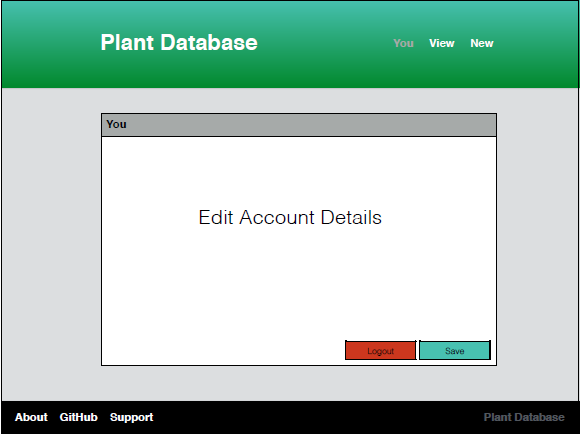 Plant Database
You View New
You
Edit Account Details
Logout Save
About GitHub Support Plant Database